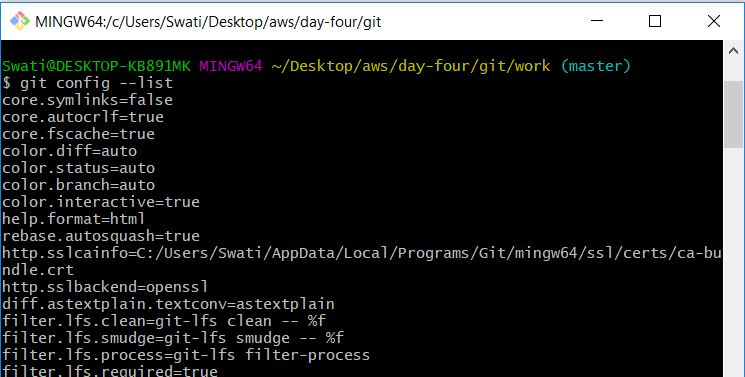 MINGW64:/c/Users/Swati/Desktop/aws/day-four/git
Swati@DESKTOP-KB891MK MINGW64 ~/Desktop/aws/day-four/git/work (master)
$ git config --list
core.symlinks=false
core.autocrlf=true
core.fscache=true
color.diff=auto
color.status=auto
color.branch=auto
color.interactive=true
help.format=html
rebase.autosquash=true
http.sslcainfo=C:/Users/Swati/AppData/Local/Programs/Git/mingw64/ssl/certs/ca-bu
ndle.crt
http.sslbackend=openssl
diff.astextplain.textconv=astextplain
filter.lfs.clean=git-lfs clean -- %f
filter.lfs.smudge=git-lfs smudge -- %f
filter.lfs.process=git-lfs filter-process
filter.lfs.required=true